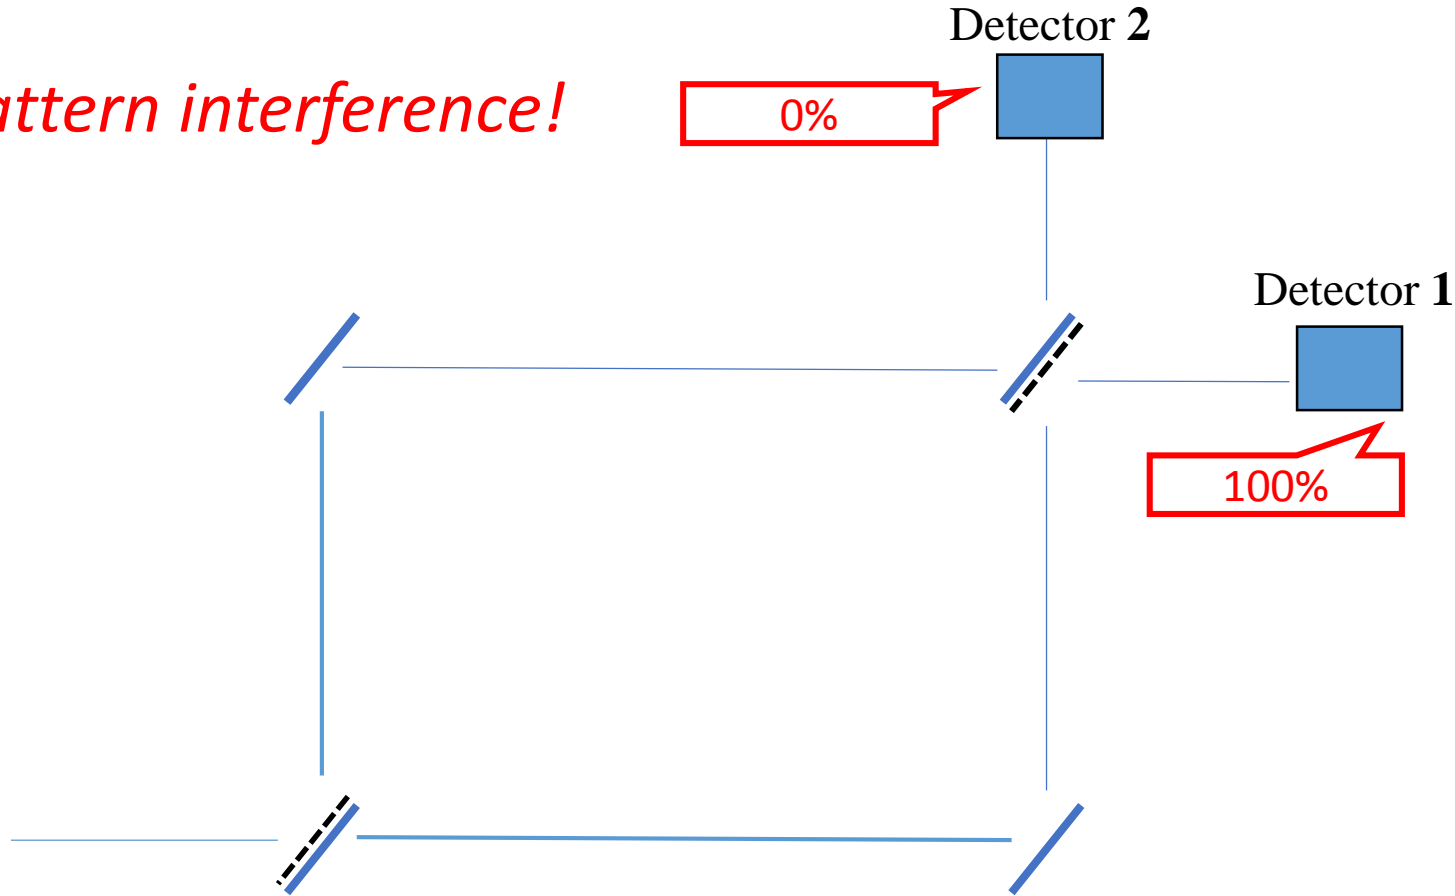 Detector 2
attern interference!
0%
Detector 1
100%